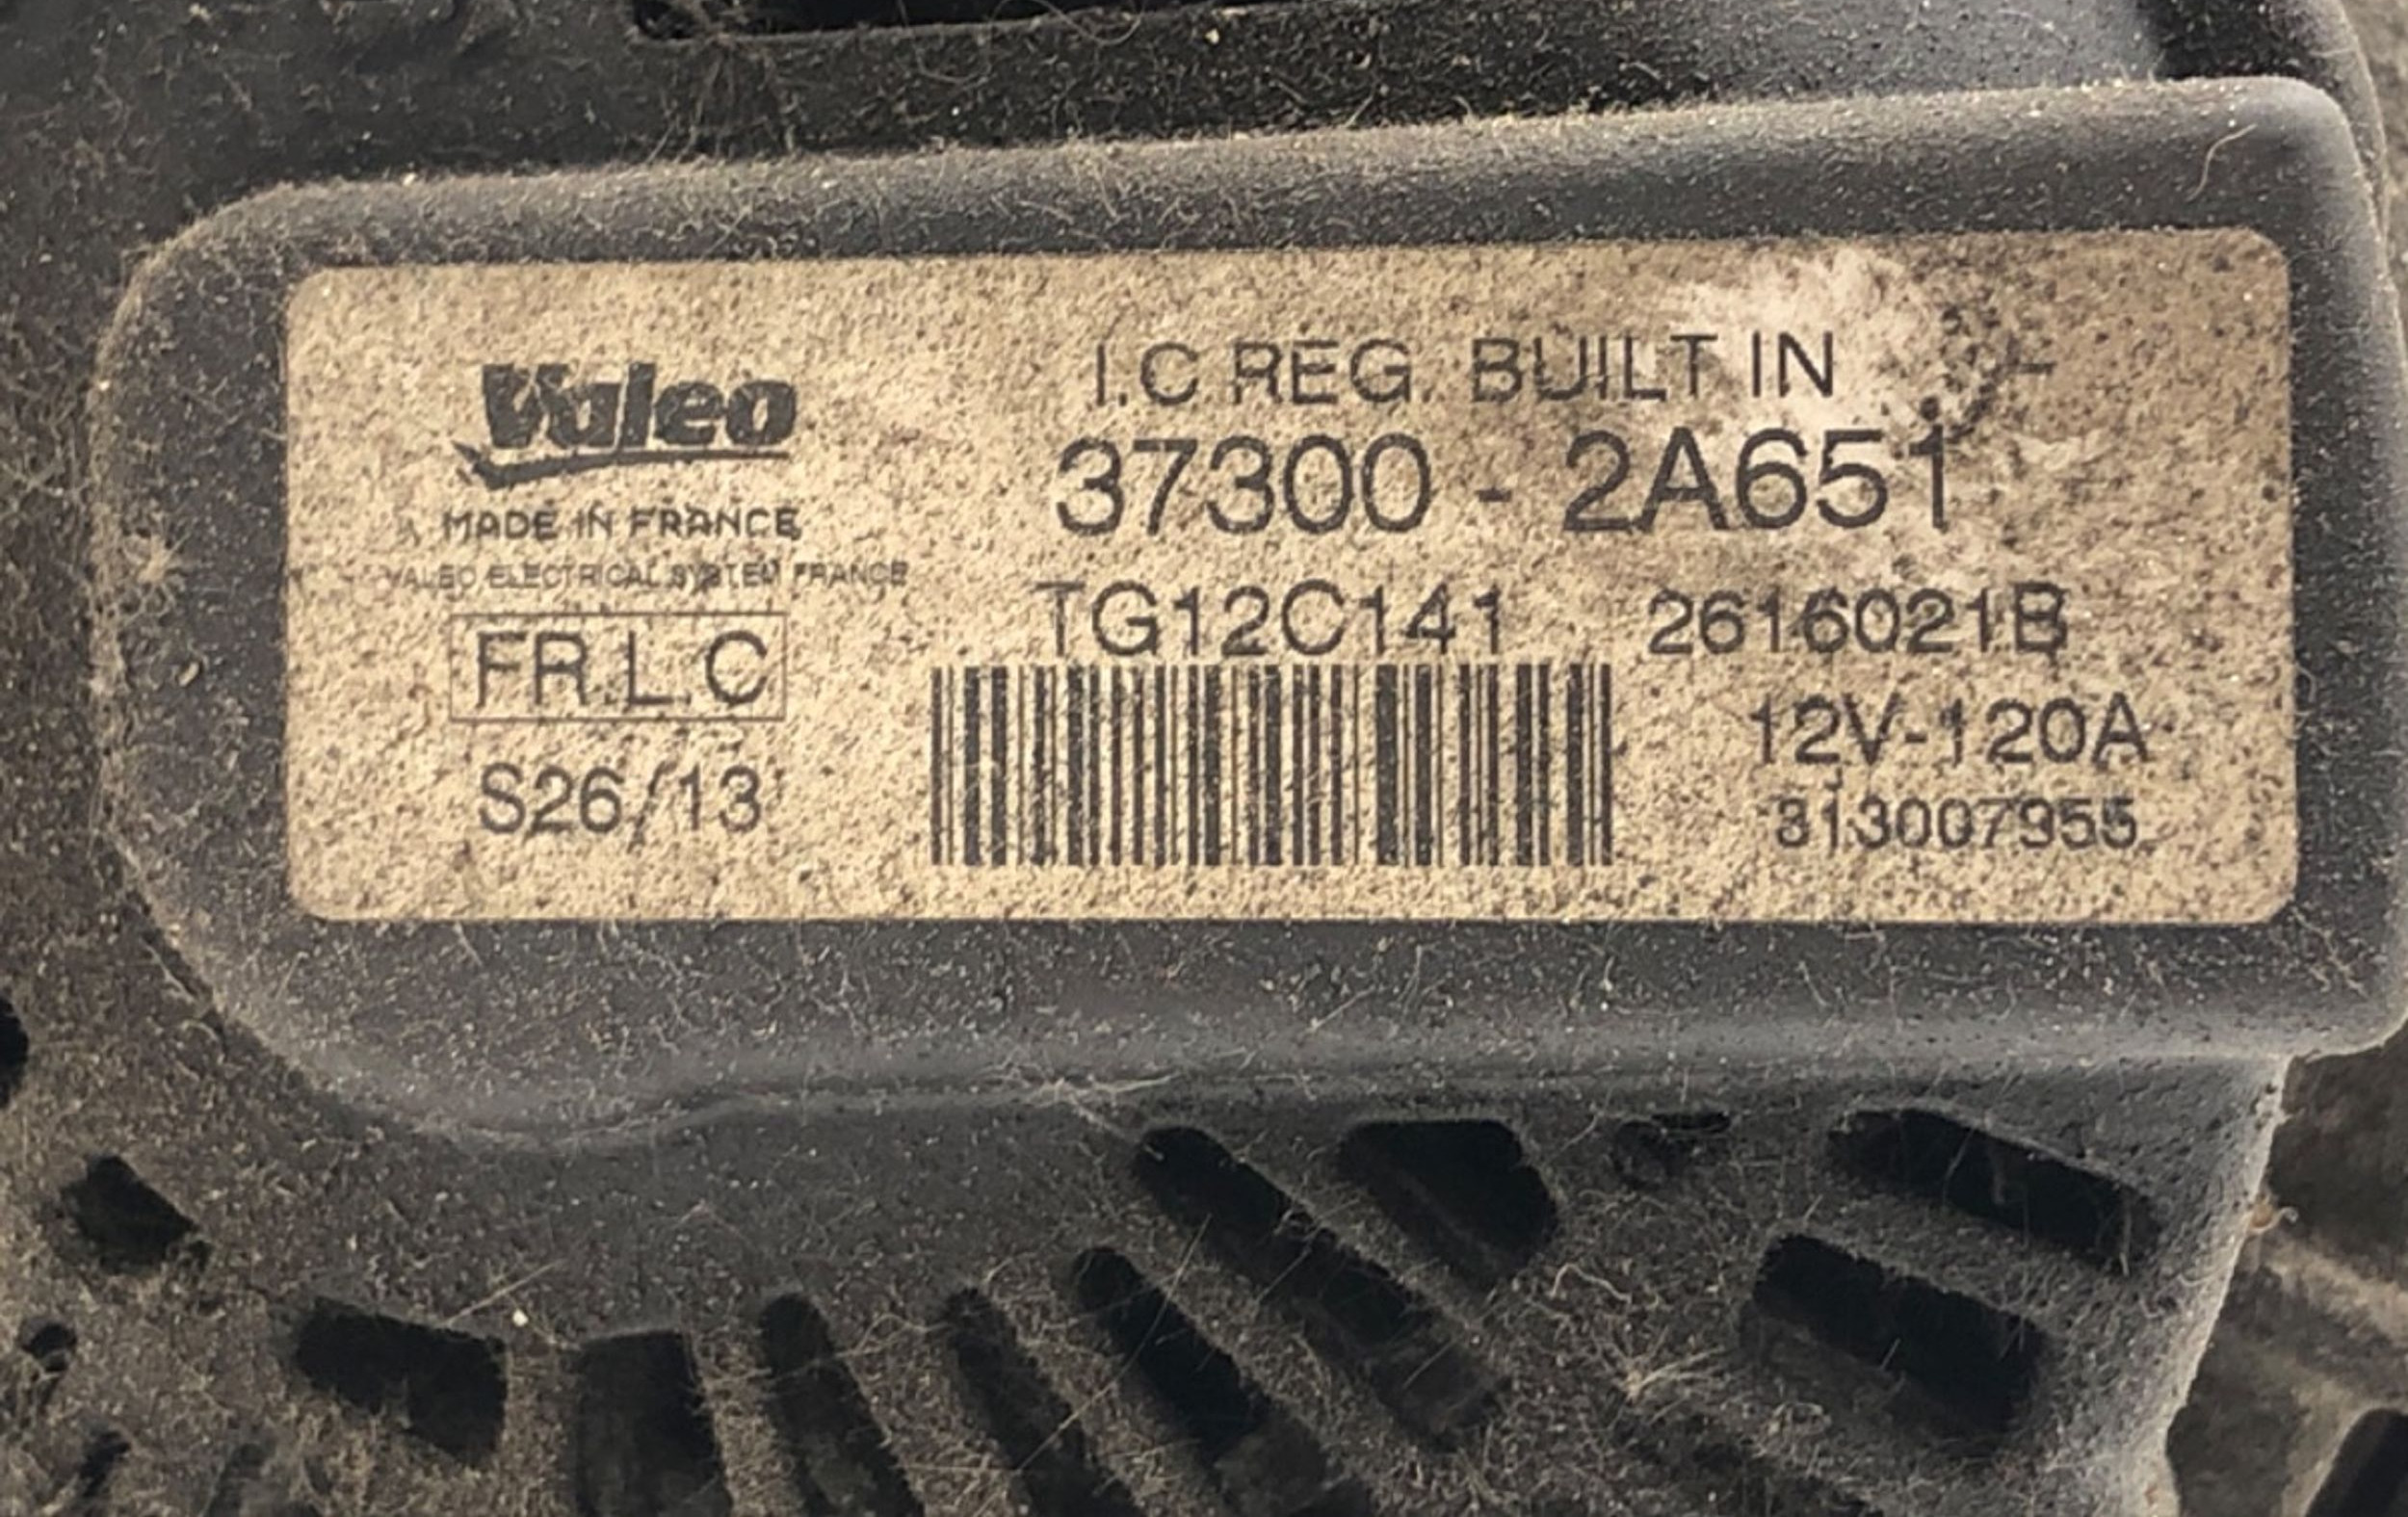 Valeo
MADE IN FRANCE
VALEO ELECTRICAL SYSTEM FRANCE
FR.L.C
S26/13
I.C REG. BUILT IN
37300 - 2A651
TG12C141 2616021B
12V-120A
313007955